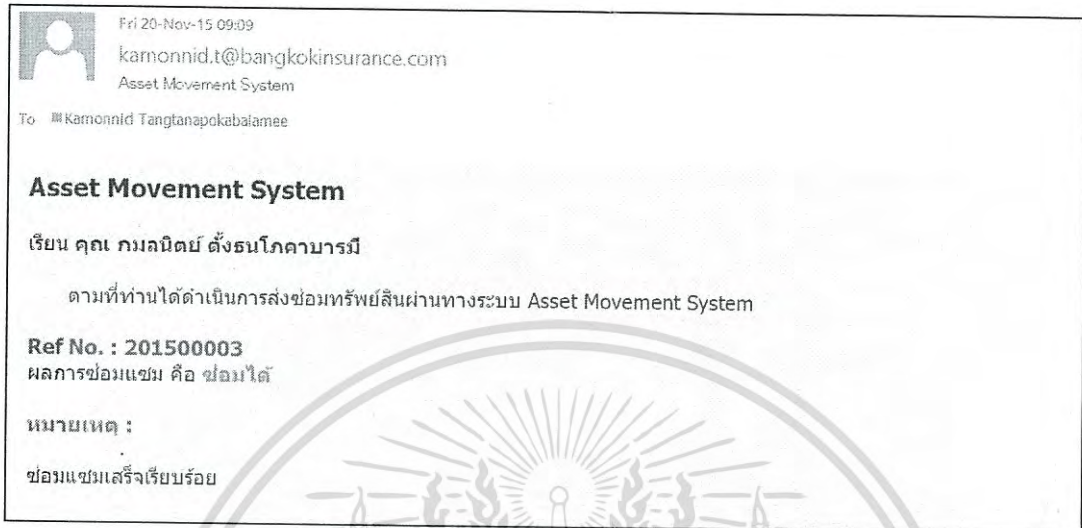 Fri 20-Nov-15 09:09
kamonnid.t@bangkokinsurance.com
Asset Movement System
To Kamonnid Tangtanapokabalamee
Asset Movement System
เรียน คุณ กมลนิตย์ ตั้งธนโภคาบารมี
ตามที่ท่านได้ดำเนินการส่งซ่อมทรัพย์สินผ่านทางระบบ Asset Movement System
Ref No. : 201500003
ผลการซ่อมแซม คือ ซ่อมได้
หมายเหตุ :
ซ่อมแซมเสร็จเรียบร้อย